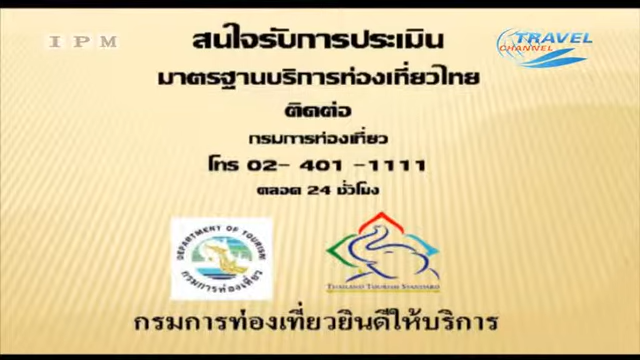 IPM
TRAVEL
CHANNEL
สนใจรับการประเมิน
มาตรฐานบริการท่องเที่ยวไทย
ติดต่อ
กรมการท่องเที่ยว
โทร 02- 401 -1111
ตลอด 24 ชั่วโมง
DEPARTMENT OF TOURISM
กรมการท่องเที่ยว
THAILAND TOURISM STANDARD
กรมการท่องเที่ยวยินดีให้บริการ